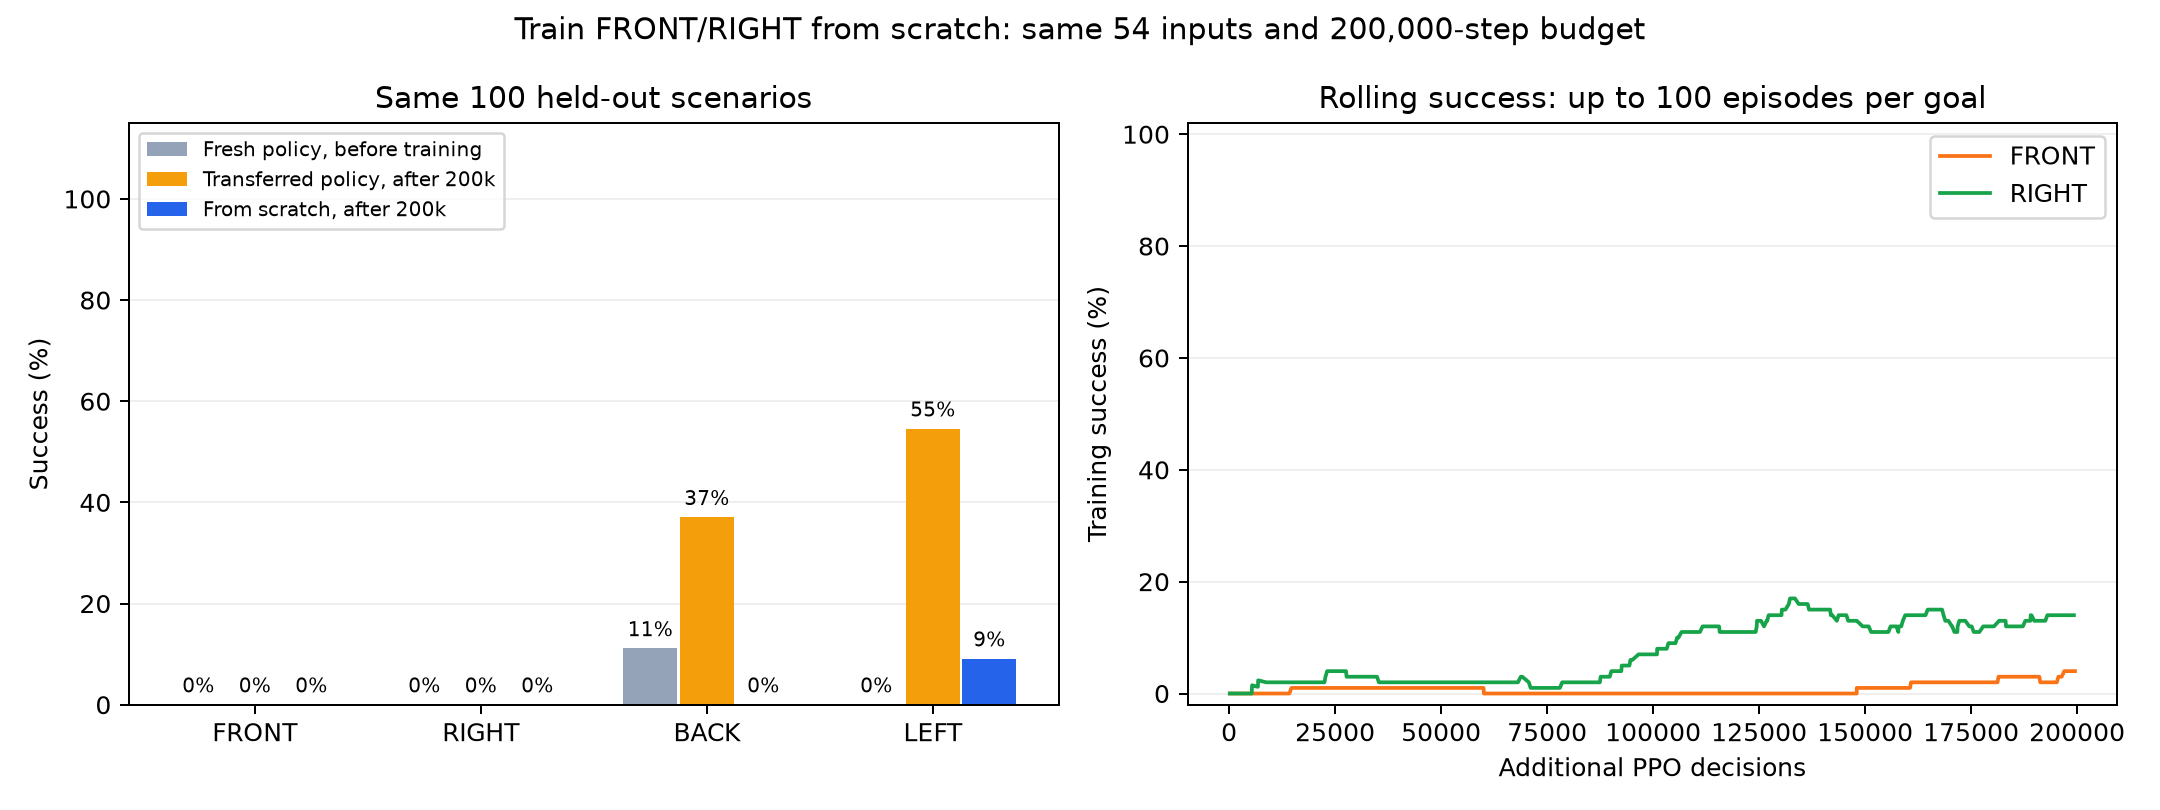 Train FRONT/RIGHT from scratch: same 54 inputs and 200,000-step budget
Same 100 held-out scenarios
Success (%)
100
80
60
40
20
0
Fresh policy, before training
Transferred policy, after 200k
From scratch, after 200k
0% 0% 0%
0% 0% 0%
11% 37% 0%
0% 55% 9%
FRONT RIGHT BACK LEFT
Rolling success: up to 100 episodes per goal
Training success (%)
100
80
60
40
20
0
FRONT
RIGHT
0 25000 50000 75000 100000 125000 150000 175000 200000
Additional PPO decisions